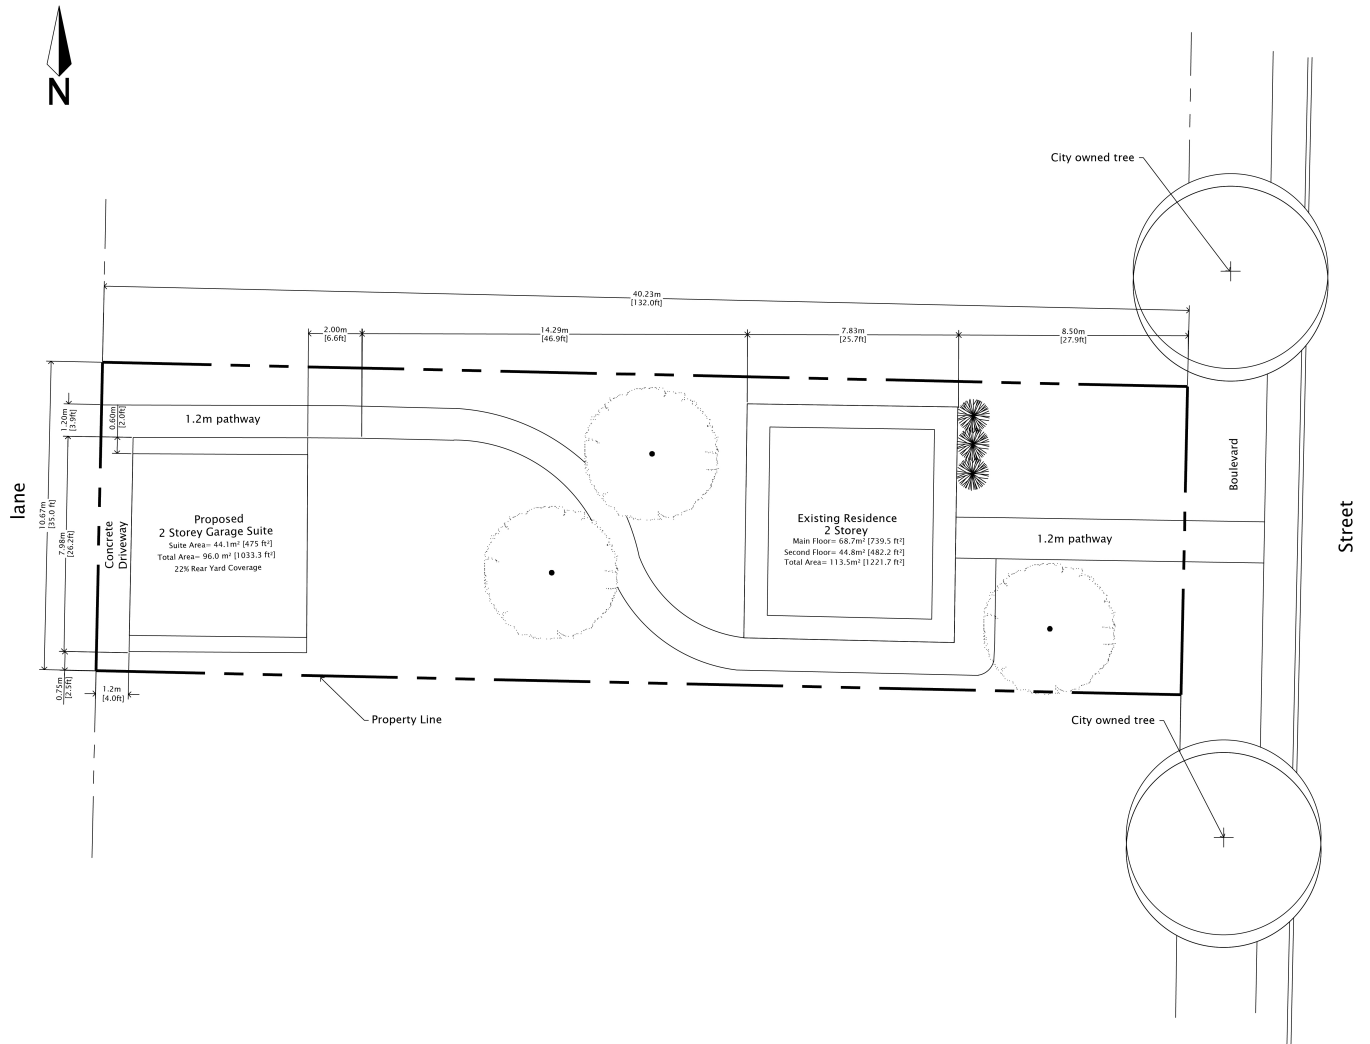 N
City owned tree
40.23m
[132.0ft]
2.00m
[6.6ft]
14.29m
[46.9ft]
7.83m
[25.7ft]
8.50m
[27.9ft]
1.20m
[3.9ft]
0.60m
[2.0ft]
1.2m pathway
lane
10.67m
[35.0 ft]
7.98m
[26.2ft]
Concrete
Driveway
Proposed
2 Storey Garage Suite
Suite Area= 44.1m² [475 ft²]
Total Area= 96.0 m² [1033.3 ft²]
22% Rear Yard Coverage
Existing Residence
2 Storey
Main Floor= 68.7m² [739.5 ft²]
Second Floor= 44.8m² [482.2 ft²]
Total Area= 113.5m² [1221.7 ft²]
1.2m pathway
Boulevard
Street
0.75m
[2.5ft]
1.2m
[4.0ft]
Property Line
City owned tree